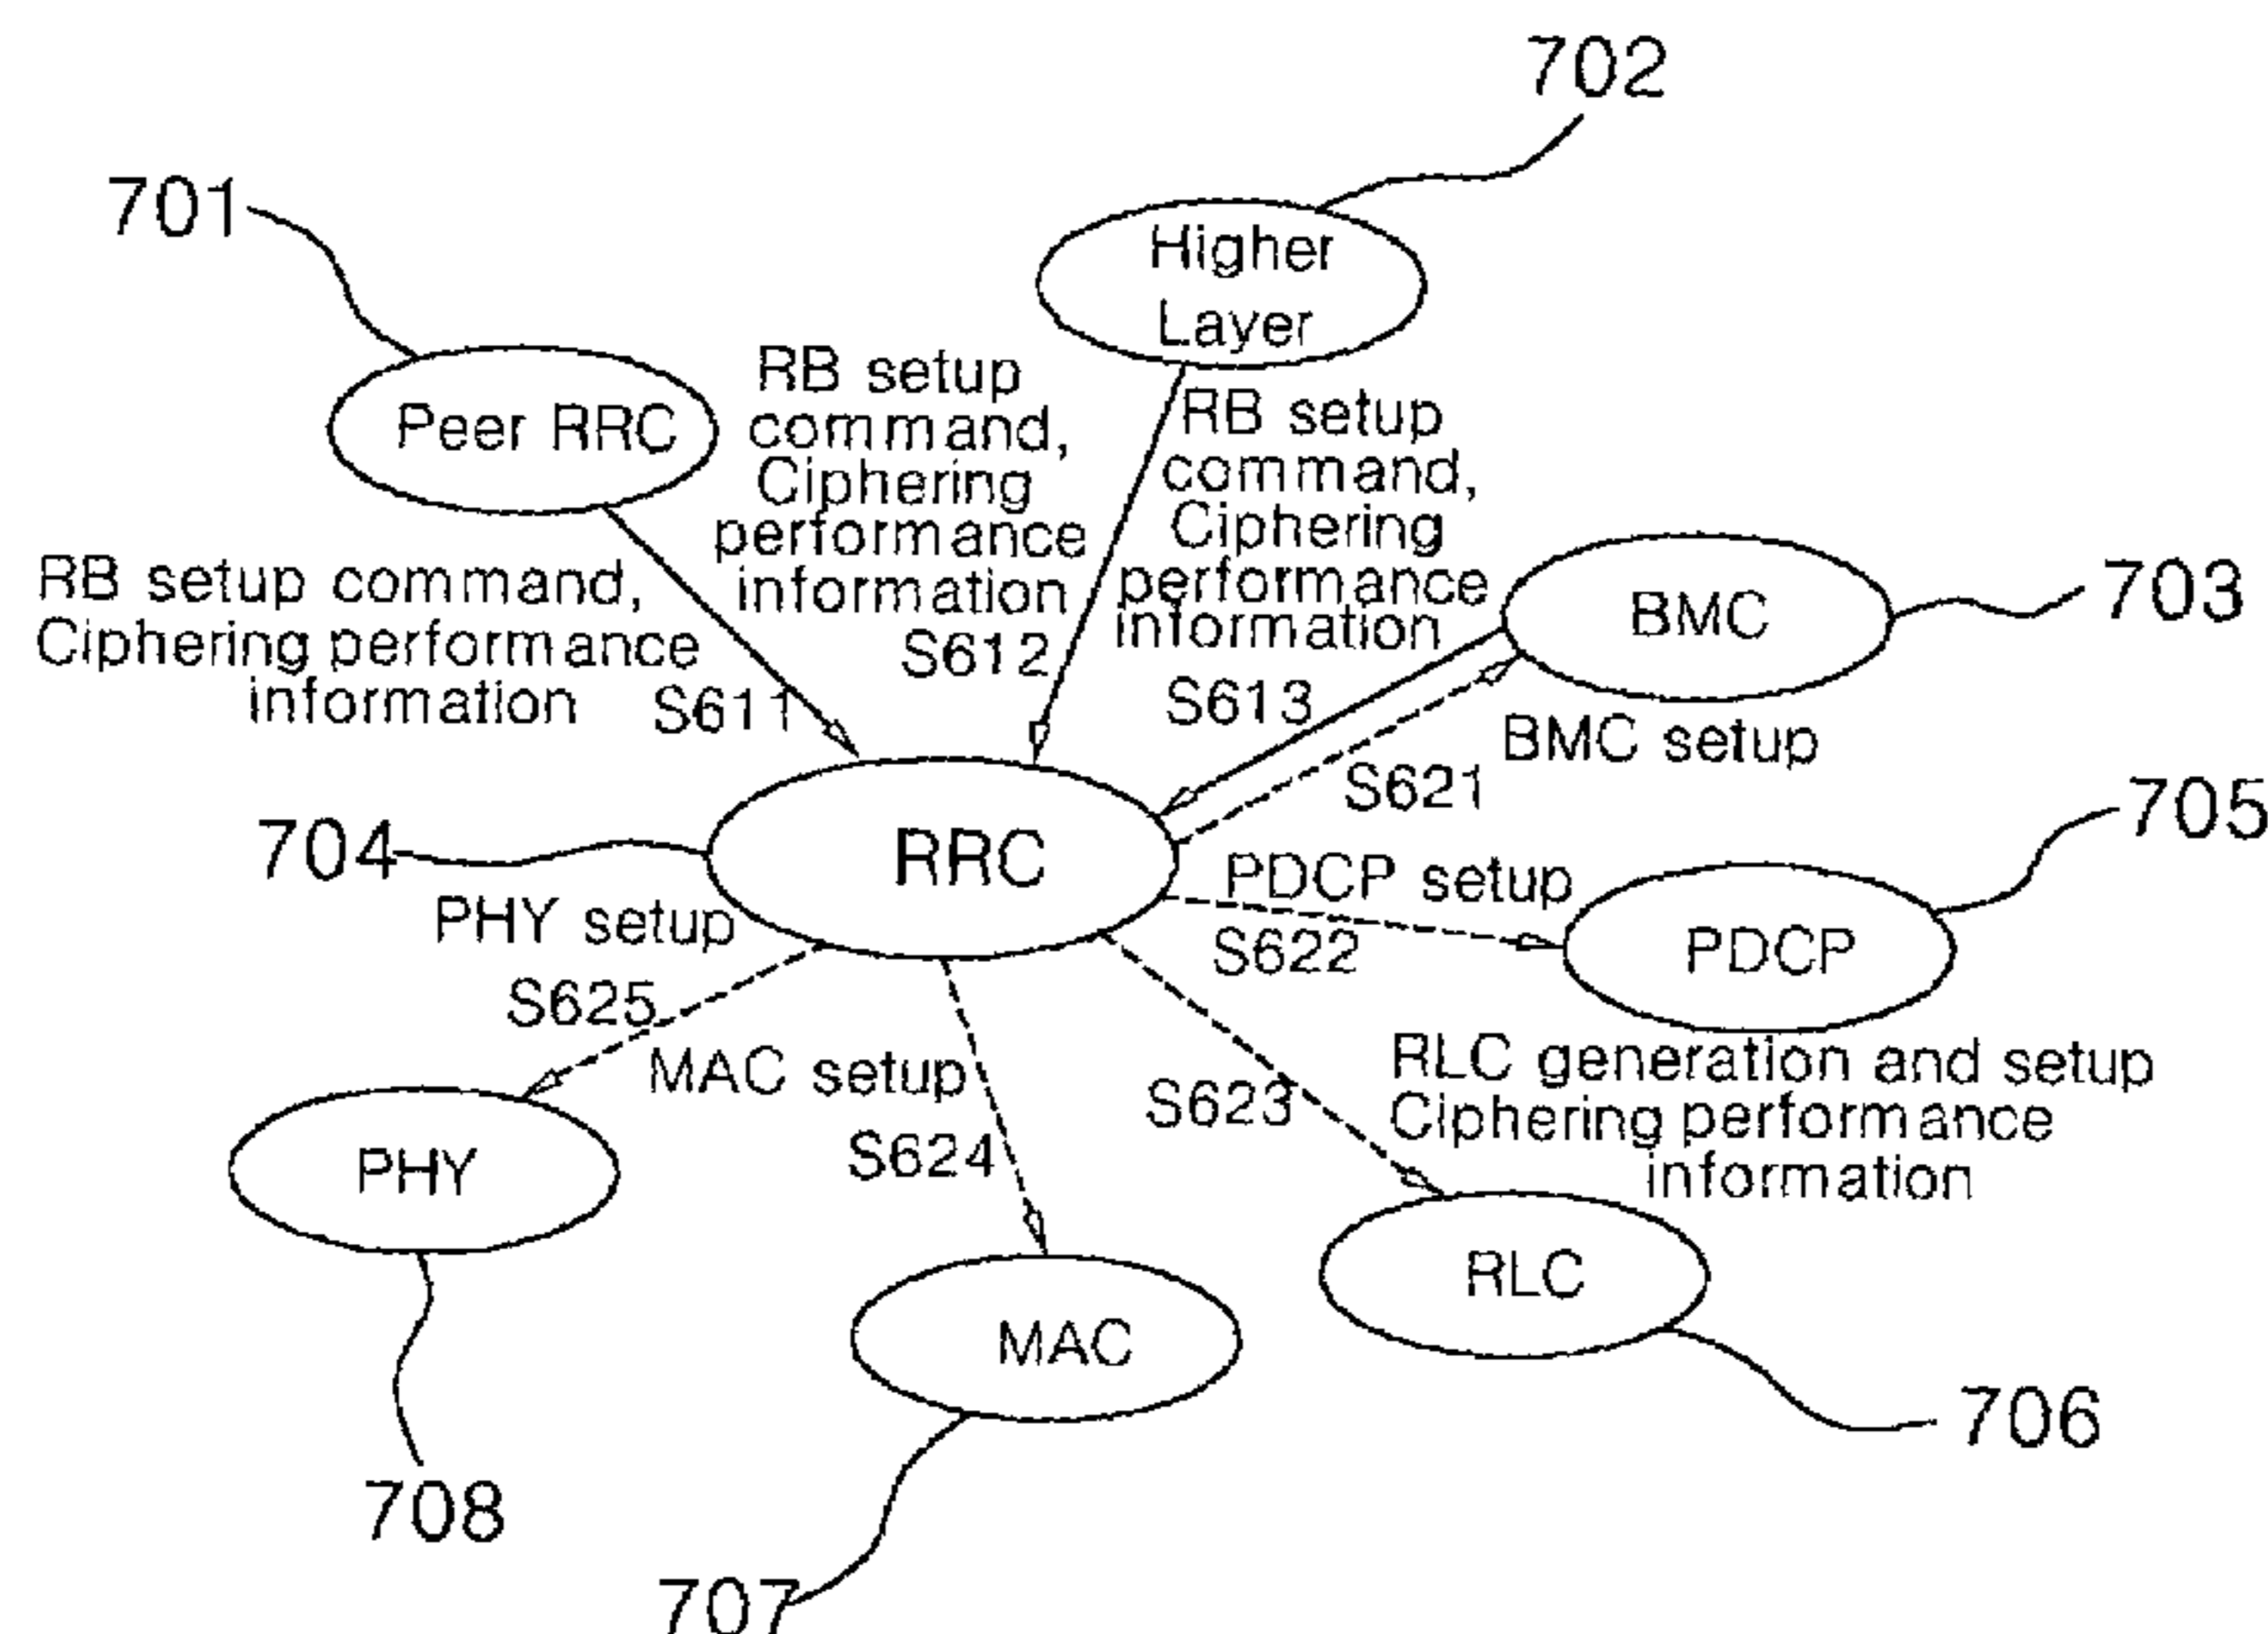 702
701
Higher
Layer
Peer RRC
RB setup
command,
Ciphering
performance
information
S612
RB setup
command,
Ciphering
performance
information
S613
RB setup command,
Ciphering performance
information
S611
BMC
703
BMC setup
S621
705
704
RRC
PDCP setup
S622
PDCP
PHY setup
S625
MAC setup
S624
S623
RLC generation and setup
Ciphering performance
information
PHY
RLC
MAC
706
708
707